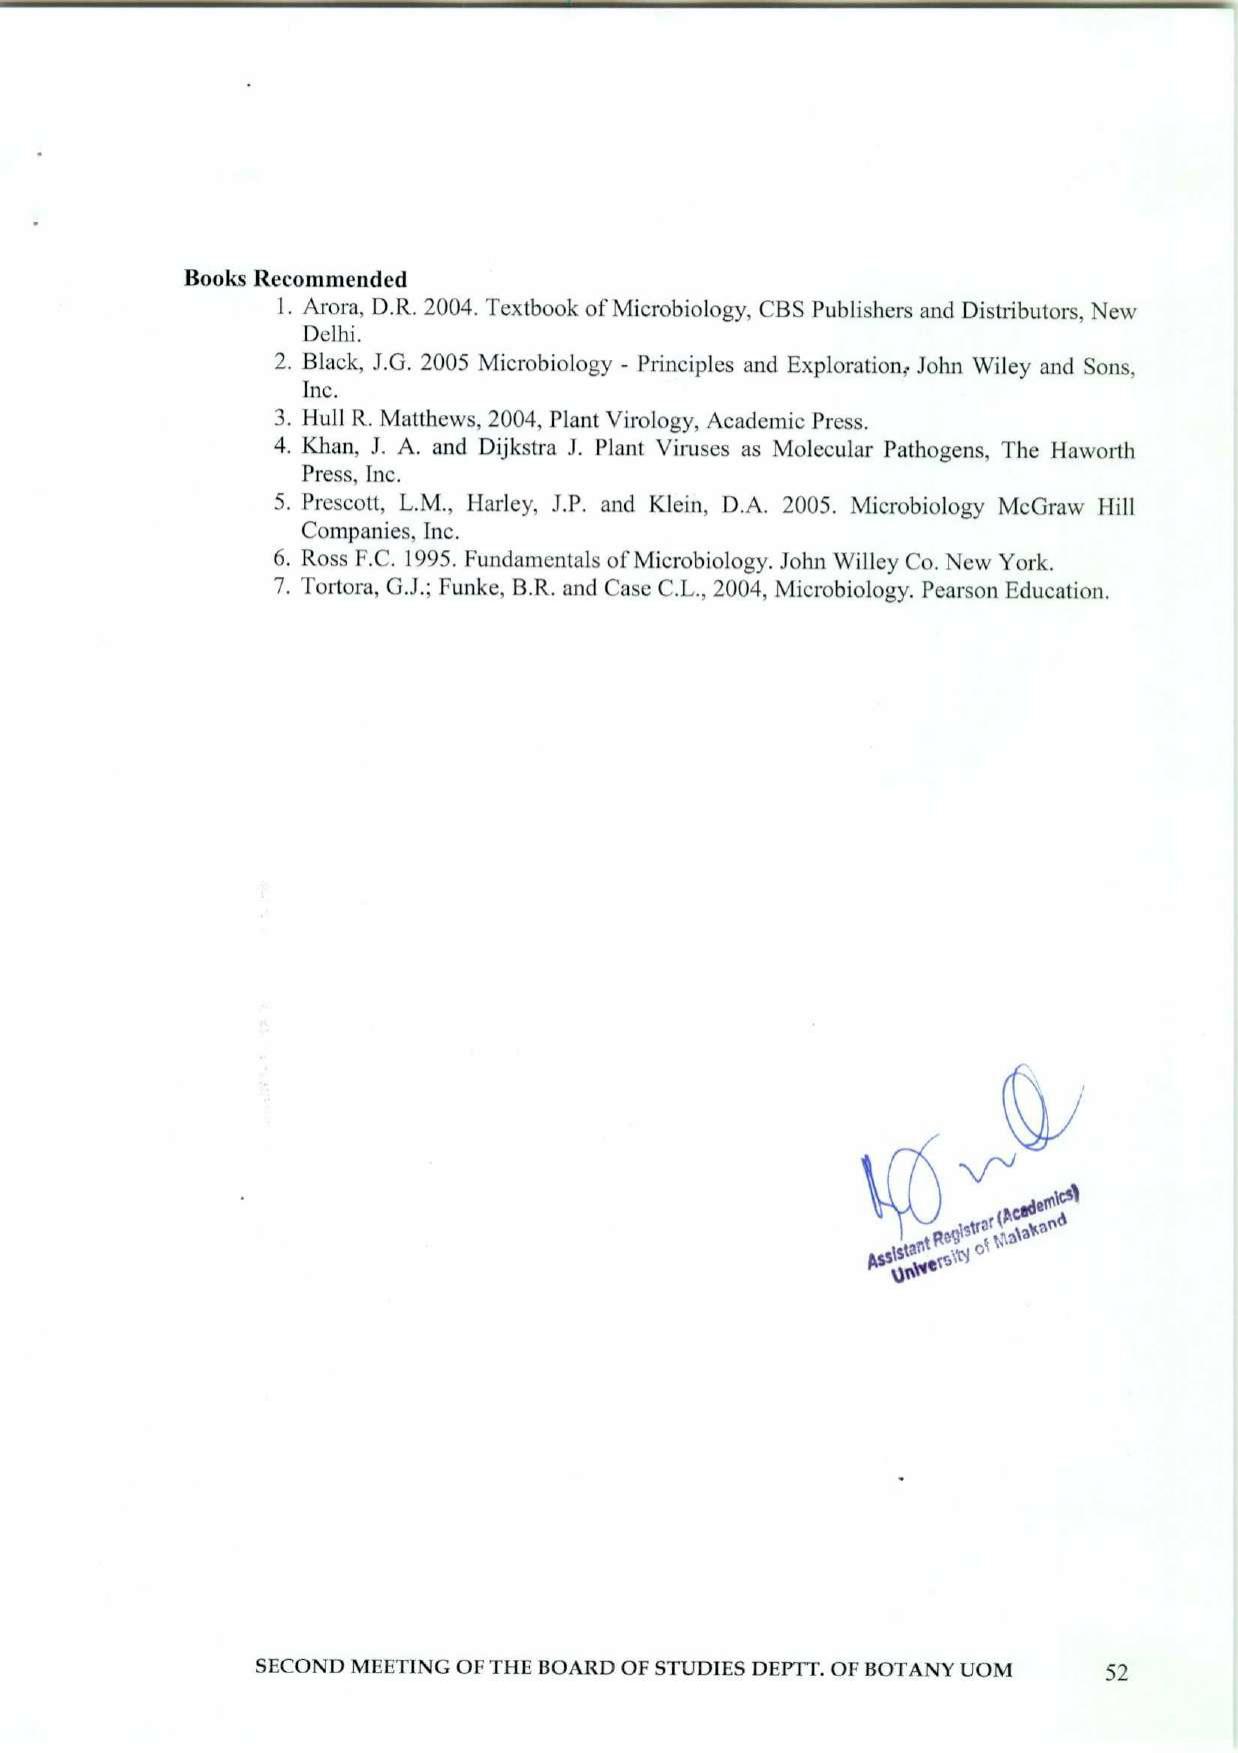 Books Recommended
1. Arora, D.R. 2004. Textbook of Microbiology, CBS Publishers and Distributors, New
Delhi.
2. Black, J.G. 2005 Microbiology - Principles and Exploration, John Wiley and Sons,
Inc.
3. Hull R. Matthews, 2004, Plant Virology, Academic Press.
4. Khan, J. A. and Dijkstra J. Plant Viruses as Molecular Pathogens, The Haworth
Press, Inc.
5. Prescott, L.M., Harley, J.P. and Klein, D.A. 2005. Microbiology McGraw Hill
Companies, Inc.
6. Ross F.C. 1995. Fundamentals of Microbiology. John Willey Co. New York.
7. Tortora, G.J.; Funke, B.R. and Case C.L., 2004, Microbiology. Pearson Education.
Assistant Registrar (Academics)
University of Malakand
SECOND MEETING OF THE BOARD OF STUDIES DEPTT. OF BOTANY UOM 52